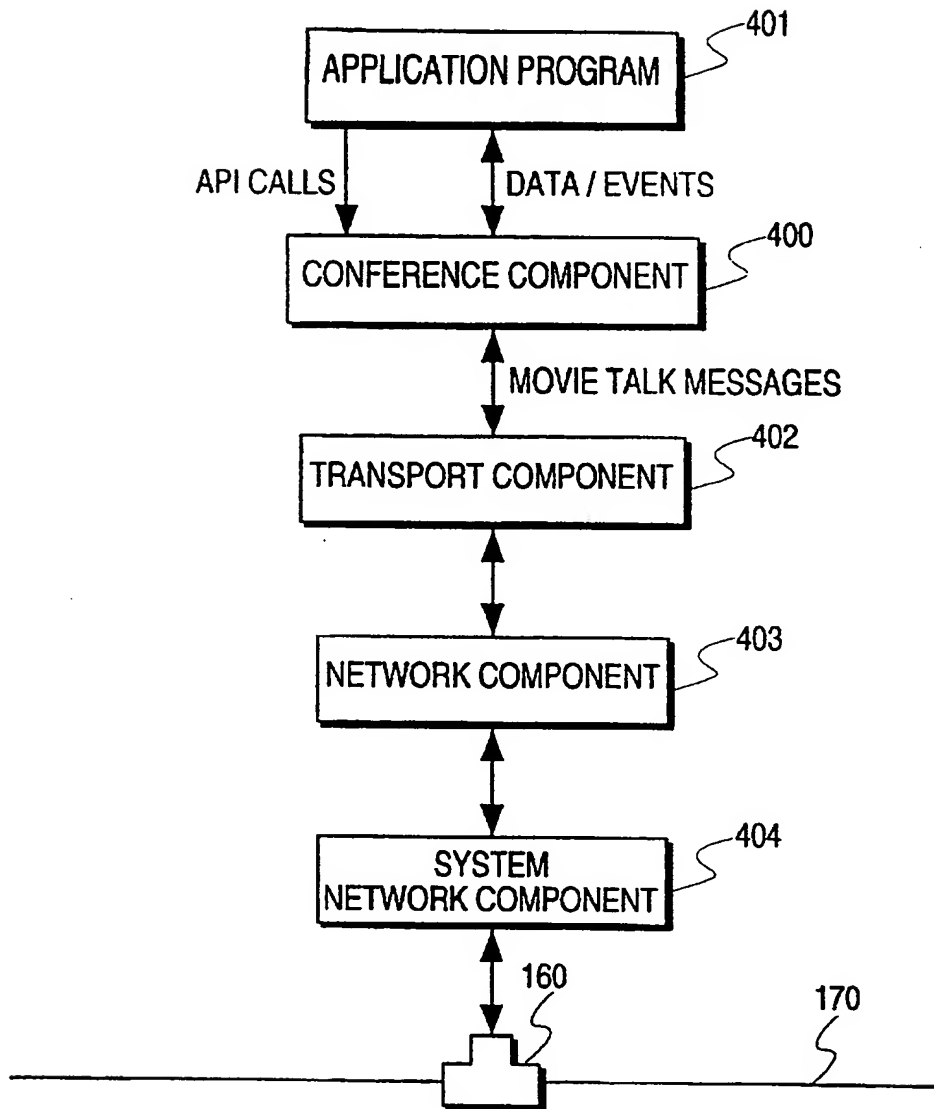 401
APPLICATION PROGRAM
API CALLS
DATA / EVENTS
400
CONFERENCE COMPONENT
MOVIE TALK MESSAGES
402
TRANSPORT COMPONENT
403
NETWORK COMPONENT
404
SYSTEM
NETWORK COMPONENT
160
170